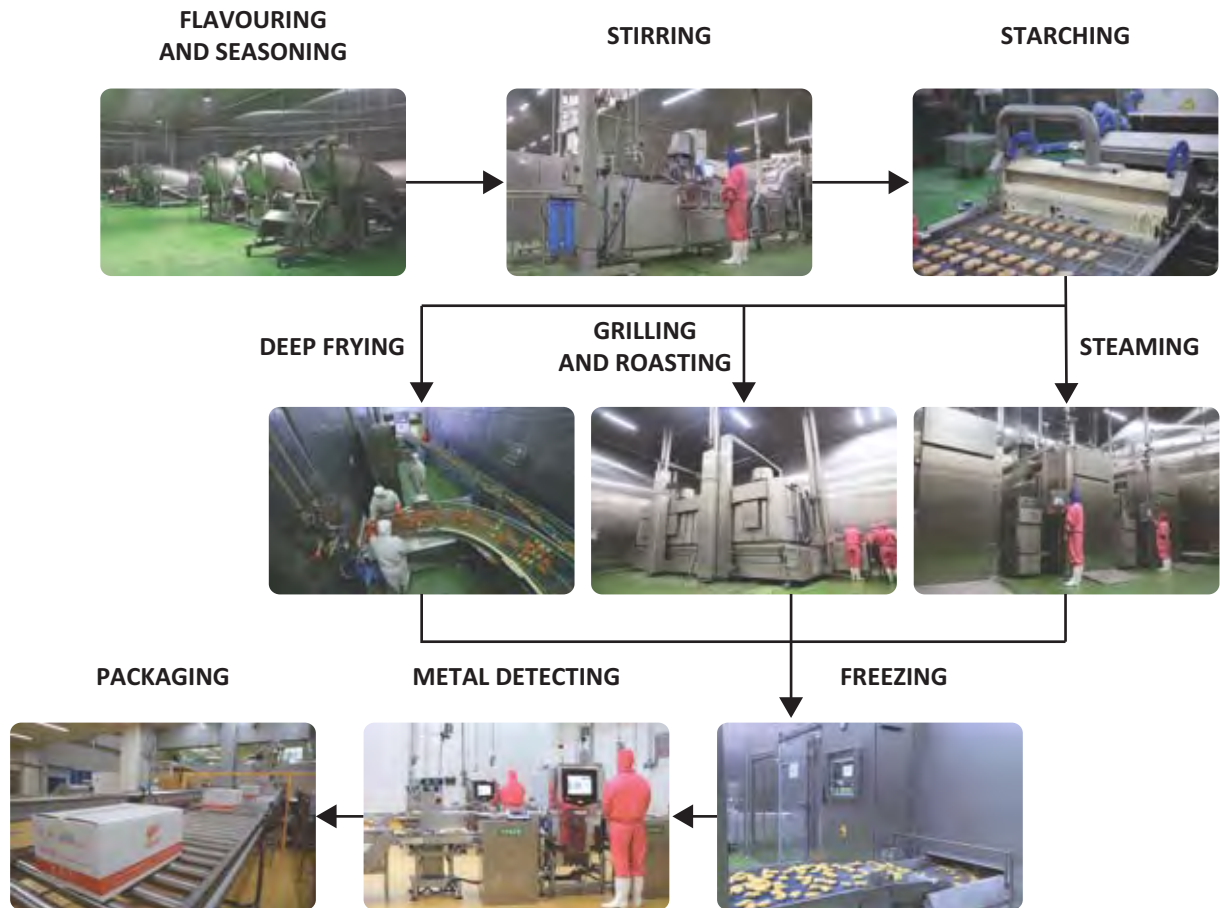 FLAVOURING
AND SEASONING
STIRRING
STARCHING
DEEP FRYING
GRILLING
AND ROASTING
STEAMING
PACKAGING
METAL DETECTING
FREEZING